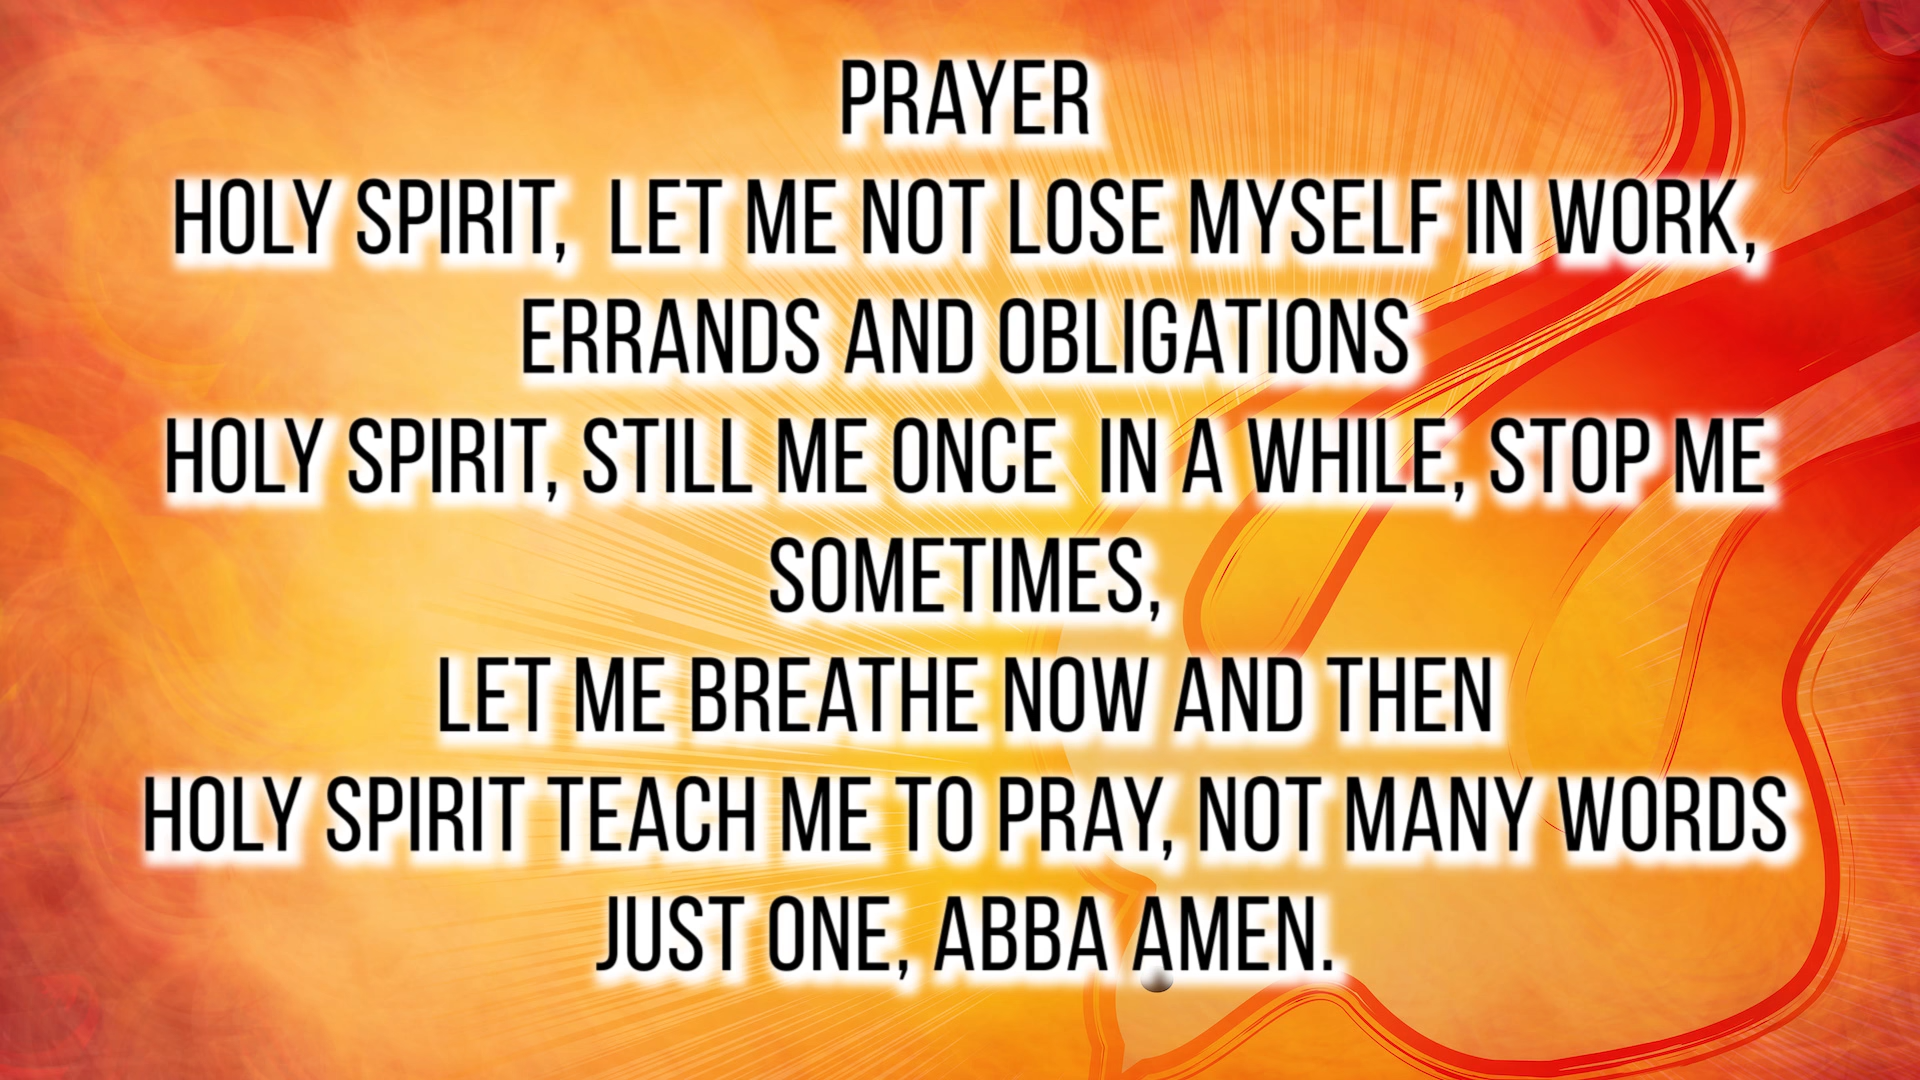 PRAYER
HOLY SPIRIT, LET ME NOT LOSE MYSELF IN WORK,
ERRANDS AND OBLIGATIONS
HOLY SPIRIT, STILL ME ONCE IN A WHILE, STOP ME
SOMETIMES,
LET ME BREATHE NOW AND THEN
HOLY SPIRIT TEACH ME TO PRAY, NOT MANY WORDS
JUST ONE, ABBA AMEN.